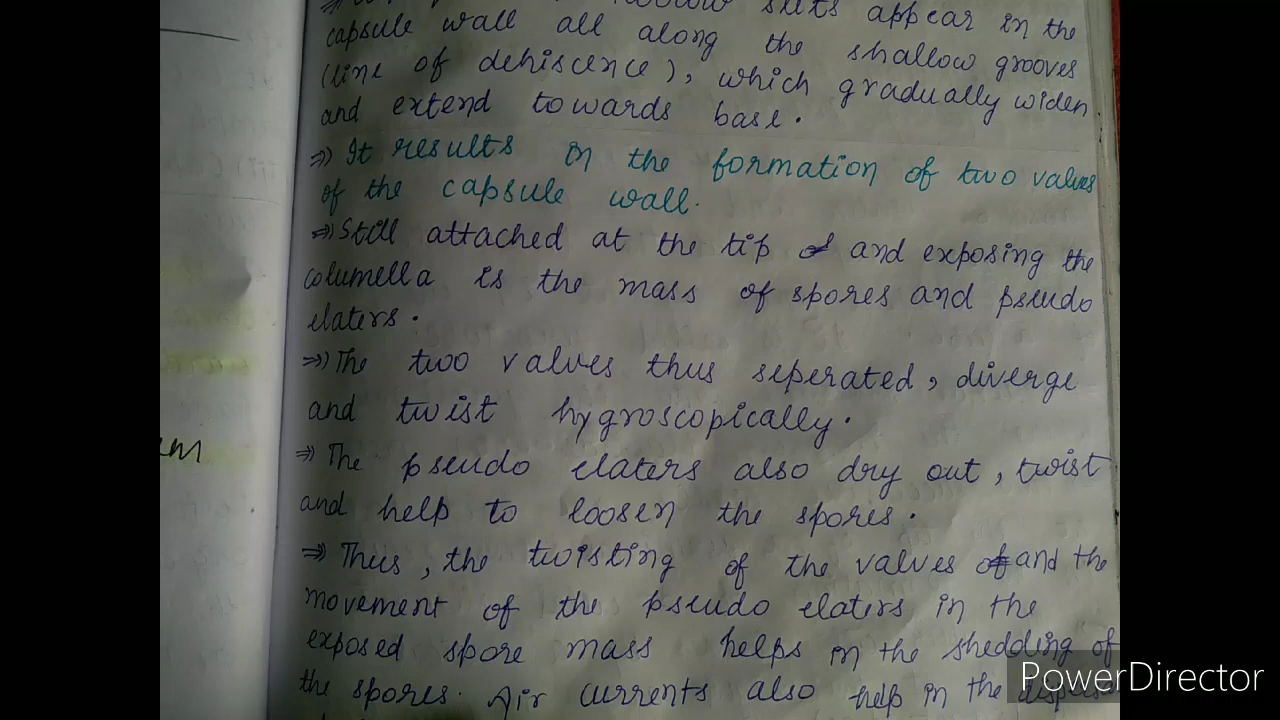 slits appear in the
capsule wall all along the shallow grooves
(line of dehiscence), which gradually widen
and extend towards base.
⇒) It results in the formation of two valves
of the capsule wall.
⇒) Still attached at the tip and exposing the
columella is the mass of spores and pseudo
elaters.
⇒) The two valves thus seperated, diverge
and twist hygroscopically.
⇒) The pseudo elaters also dry out, twist
and help to loosen the spores.
⇒) Thus, the twisting of the valves and the
movement of the pseudo elaters in the
exposed spore mass helps in the shedding of
the spores. Air currents also help in the
em
PowerDirector